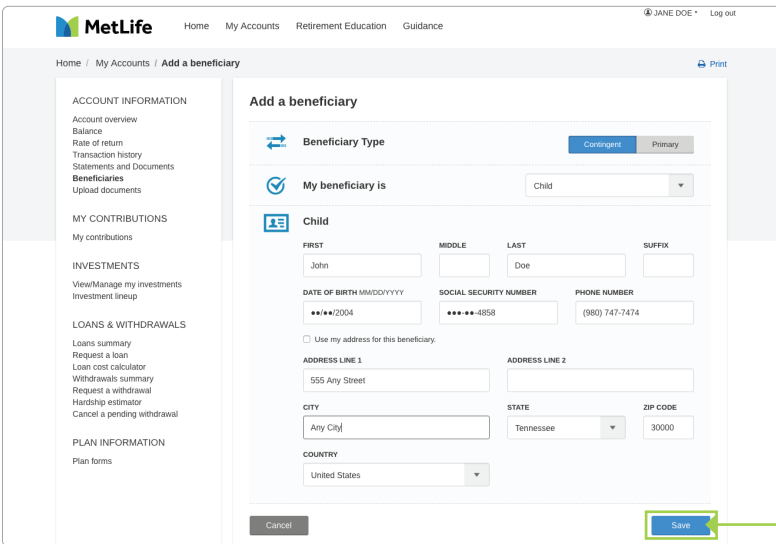 JANE DOE Log out
MetLife
Home My Accounts Retirement Education Guidance
Home / My Accounts / Add a beneficiary
Print
ACCOUNT INFORMATION
Account overview
Balance
Rate of return
Transaction history
Statements and Documents
Beneficiaries
Upload documents
MY CONTRIBUTIONS
My contributions
INVESTMENTS
View/Manage my investments
Investment lineup
LOANS & WITHDRAWALS
Loans summary
Request a loan
Loan cost calculator
Withdrawals summary
Request a withdrawal
Hardship estimator
Cancel a pending withdrawal
PLAN INFORMATION
Plan forms
Add a beneficiary
Beneficiary Type
Contingent Primary
My beneficiary is
Child
Child
FIRST MIDDLE LAST SUFFIX
John Doe
DATE OF BIRTH MM/DD/YYYY SOCIAL SECURITY NUMBER PHONE NUMBER
●●/●●/2004 ●●●-●●-4858 (980) 747-7474
Use my address for this beneficiary.
ADDRESS LINE 1 ADDRESS LINE 2
555 Any Street
CITY STATE ZIP CODE
Any City Tennessee 30000
COUNTRY
United States
Cancel Save